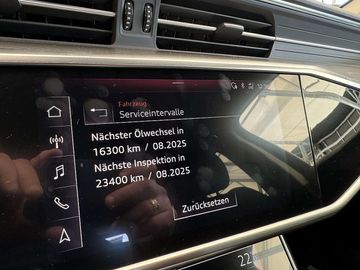 Fahrzeug
Serviceintervalle
Nächster Ölwechsel in
16300 km / 08.2025
Nächste Inspektion in
23400 km / 08.2025
Zurücksetzen